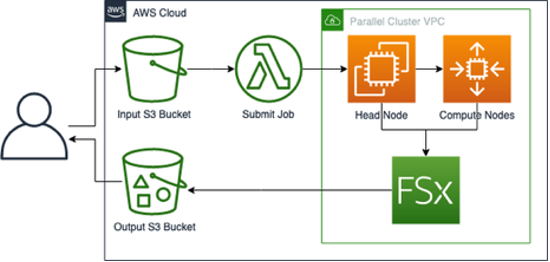 aws
AWS Cloud
Parallel Cluster VPC
Input S3 Bucket
Submit Job
Head Node
Compute Nodes
FSx
Output S3 Bucket